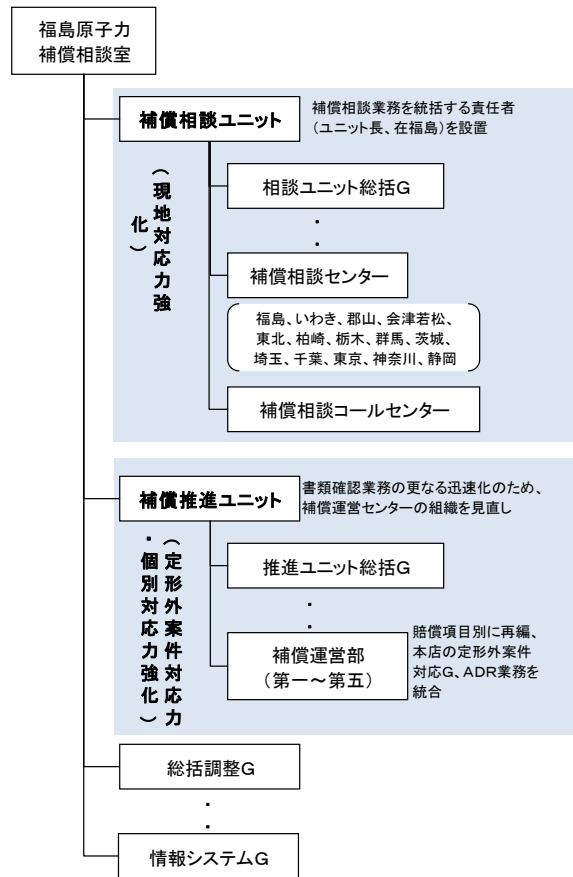 福島原子力
補償相談室
補償相談ユニット
補償相談業務を統括する責任者
(ユニット長、在福島)を設置
(現地対応力強
化)
相談ユニット総括G
・
・
補償相談センター
福島、いわき、郡山、会津若松、
東北、柏崎、栃木、群馬、茨城、
埼玉、千葉、東京、神奈川、静岡
補償相談コールセンター
補償推進ユニット
書類確認業務の更なる迅速化のため、
補償運営センターの組織を見直し
(定形外案件対応力
・個別対応力強化)
推進ユニット総括G
・
・
補償運営部
(第一～第五)
賠償項目別に再編、
本店の定形外案件
対応G、ADR業務を
統合
総括調整G
・
・
情報システムG